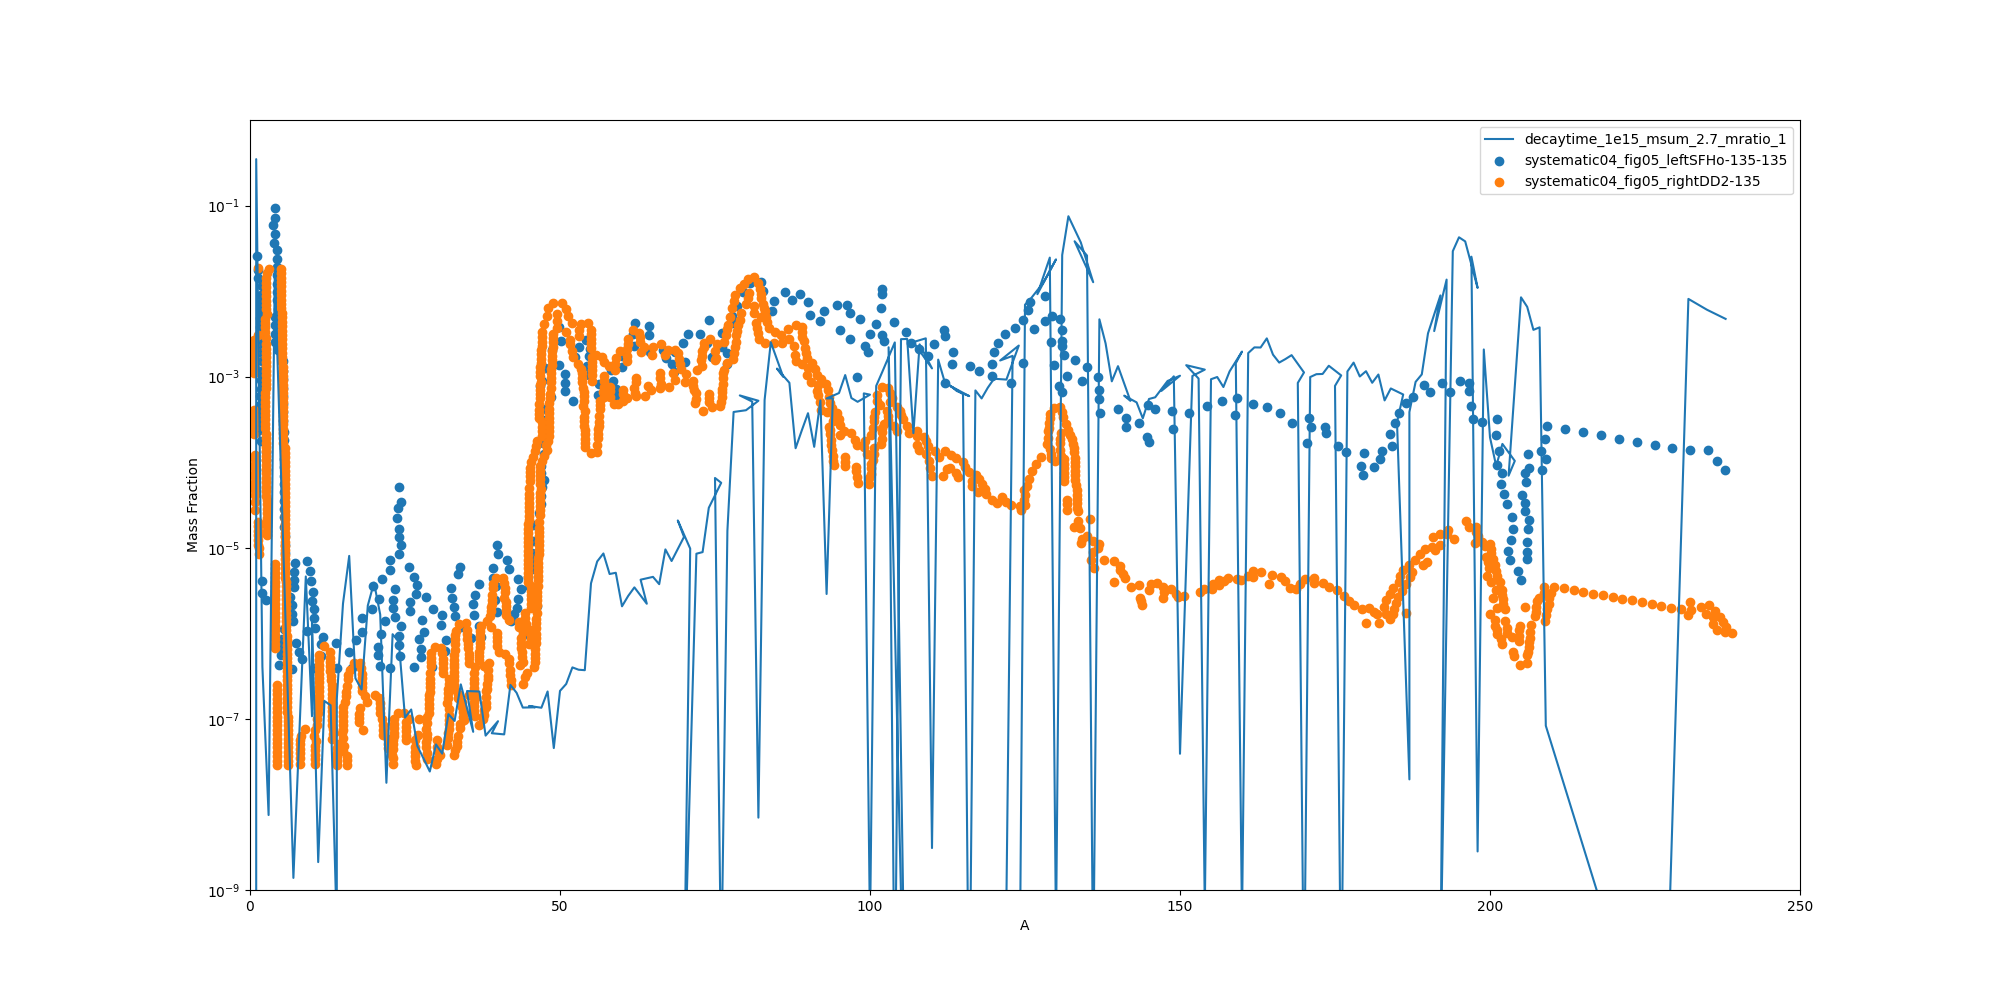 decaytime_1e15_msum_2.7_mratio_1
systematic04_fig05_leftSFHo-135-135
systematic04_fig05_rightDD2-135
Mass Fraction
10⁻¹
10⁻³
10⁻⁵
10⁻⁷
10⁻⁹
0 50 100 150 200 250
A